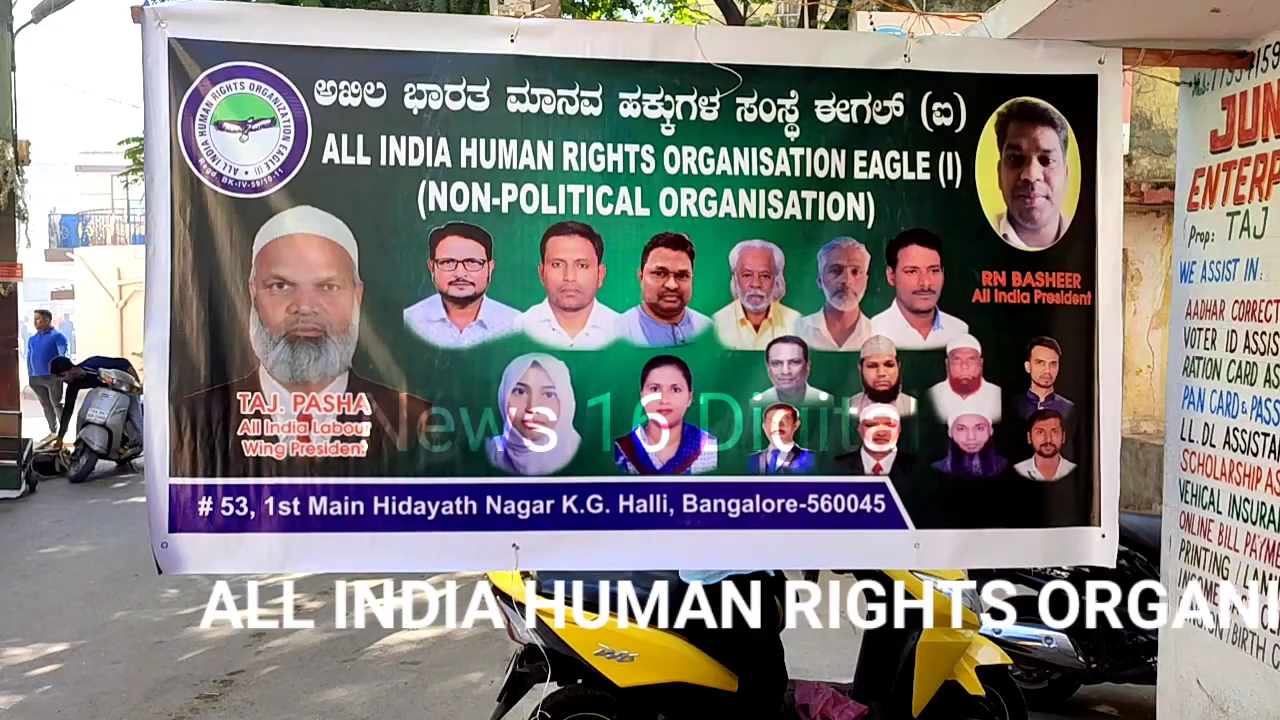 ಅಖಿಲ ಭಾರತ ಮಾನವ ಹಕ್ಕುಗಳ ಸಂಸ್ಥೆ ಈಗಲ್ (ಐ)
ALL INDIA HUMAN RIGHTS ORGANISATION EAGLE (I)
(NON-POLITICAL ORGANISATION)
ALL INDIA HUMAN RIGHTS ORGANIZATION EAGLE (I)
RN BASHEER
All India President
TAJ. PASHA
All India Labour
Wing President
News 16 Digital
# 53, 1st Main Hidayath Nagar K.G. Halli, Bangalore-560045
ALL INDIA HUMAN RIGHTS ORGANI
JUN
ENTERP
Prop: TAJ
WE ASSIST IN:
AADHAR CORRECT
VOTER ID ASSIS
RATION CARD AS
PAN CARD & PASS
LL.DL ASSISTA
SCHOLARSHIP AS
VEHICAL INSURA
ONLINE BILL PAYME
PRINTING / LAM